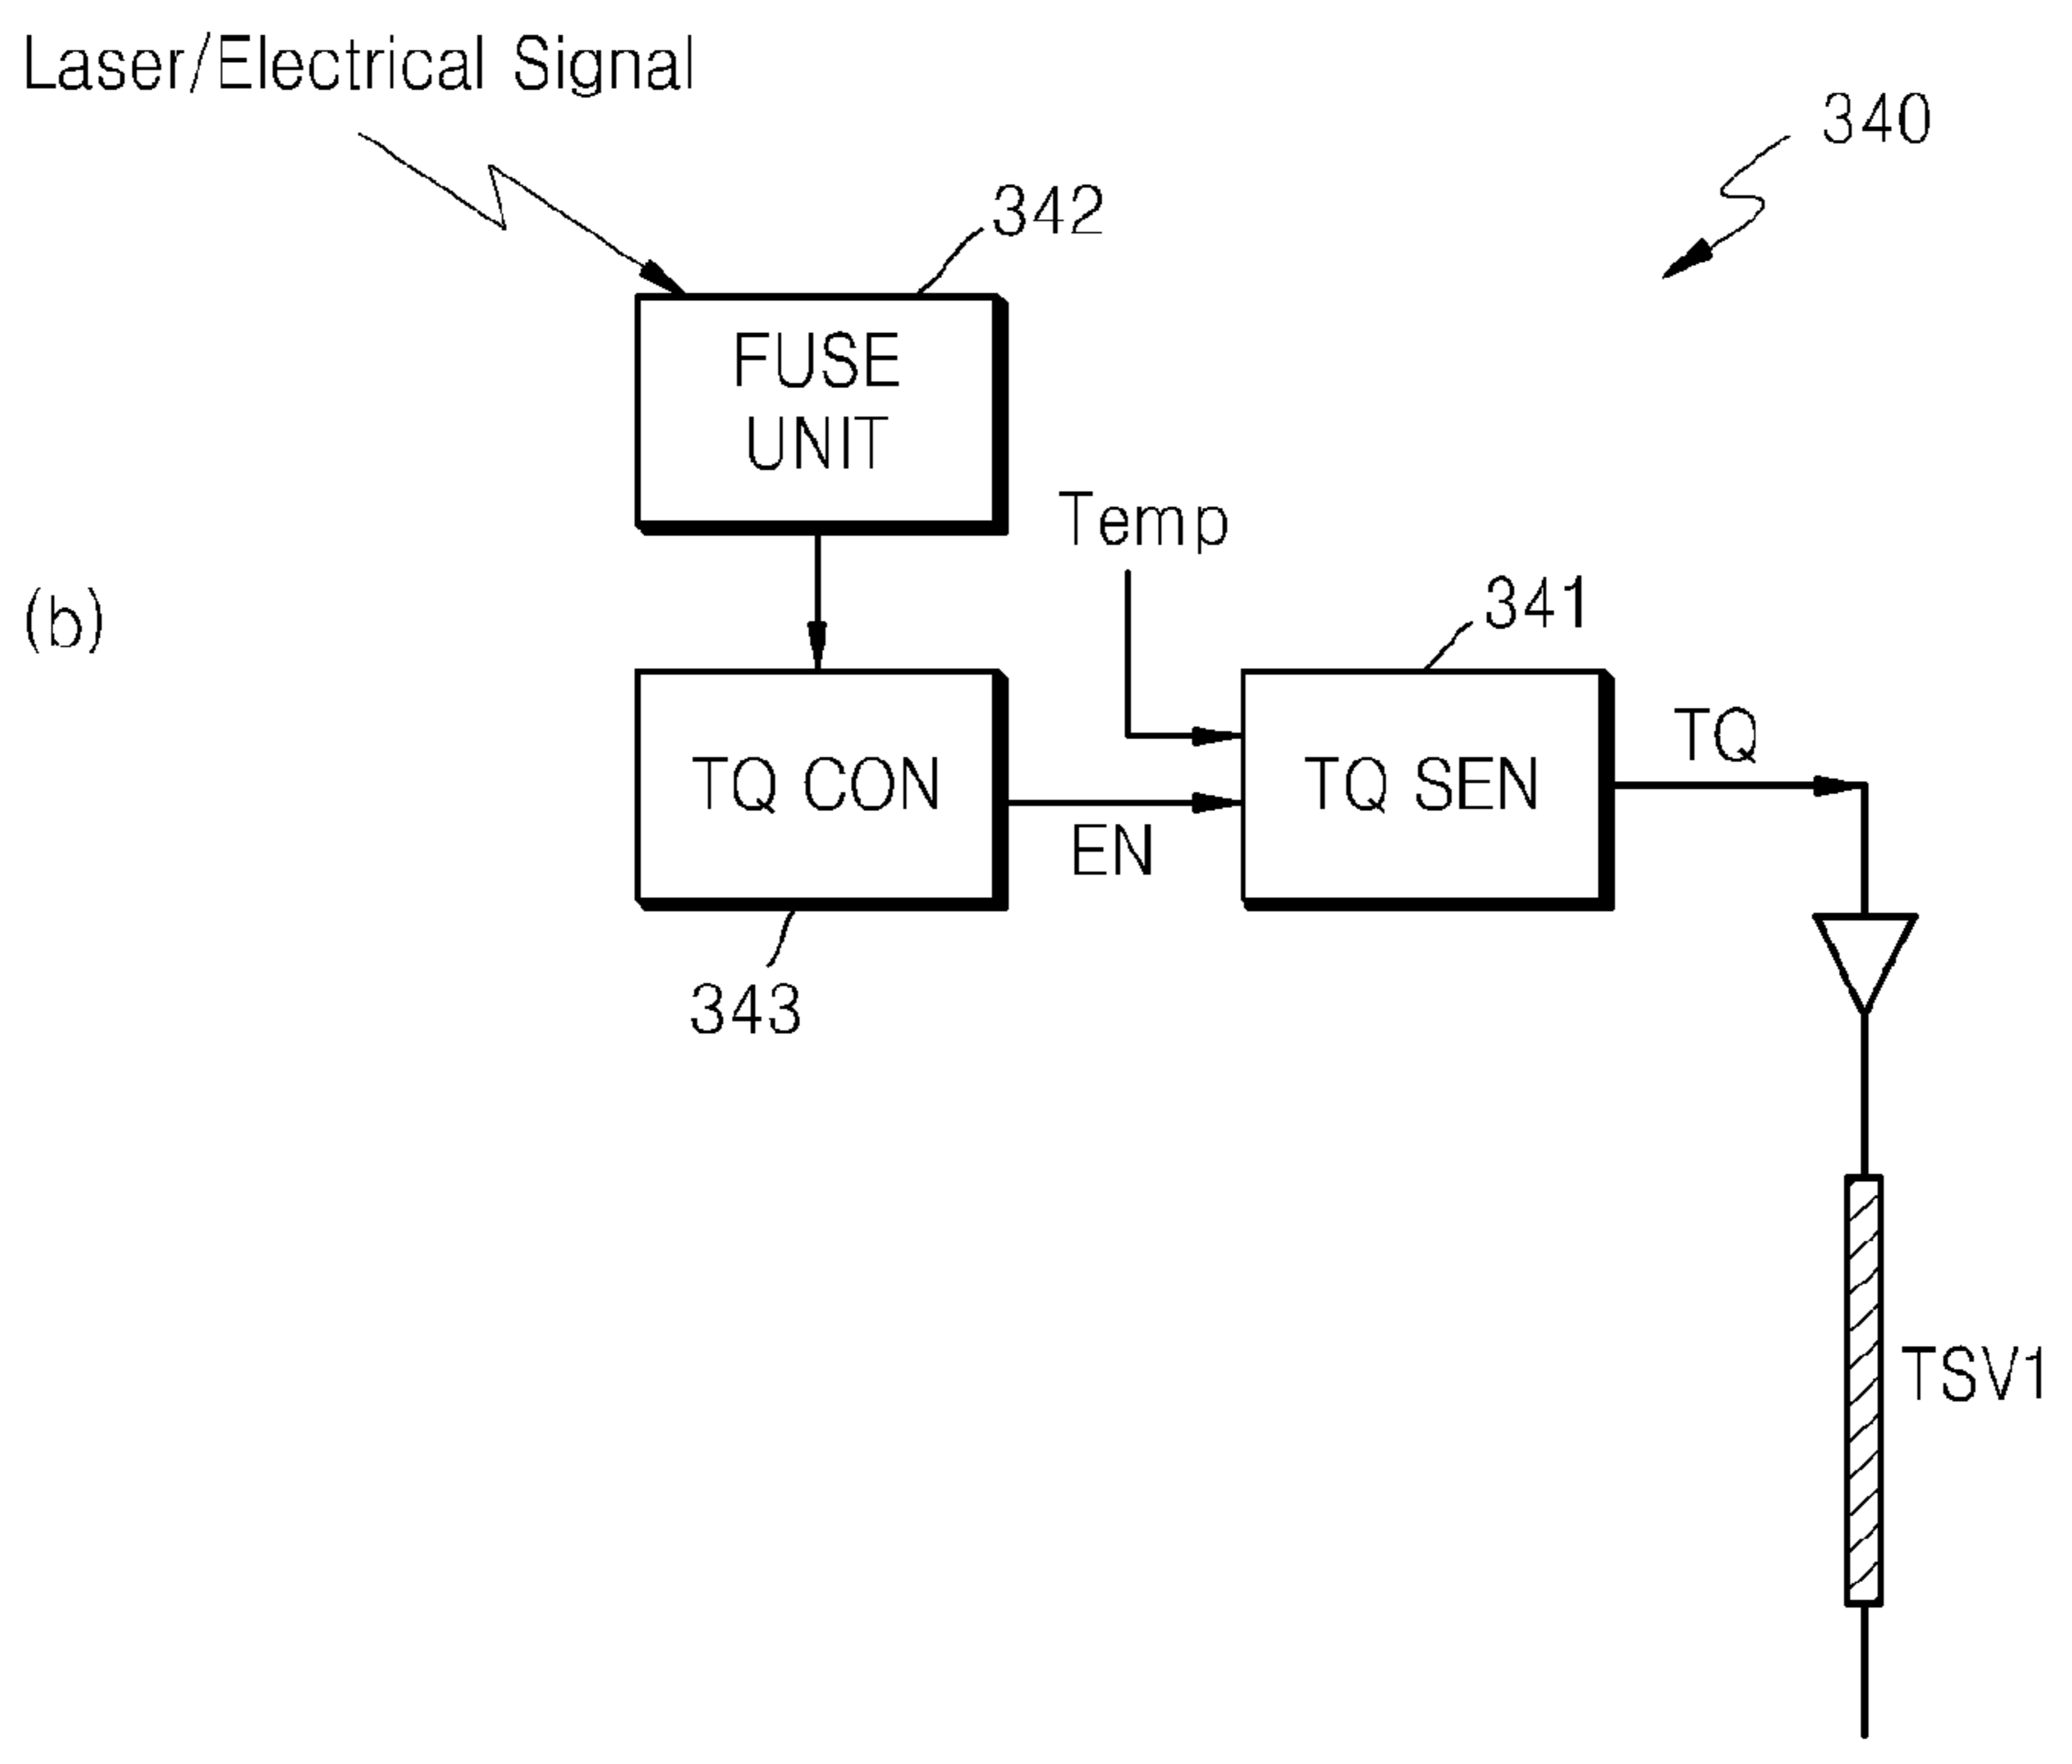 Laser/Electrical Signal
340
342
FUSE
UNIT
Temp
(b)
341
TQ CON
EN
TQ SEN
TQ
343
TSV1